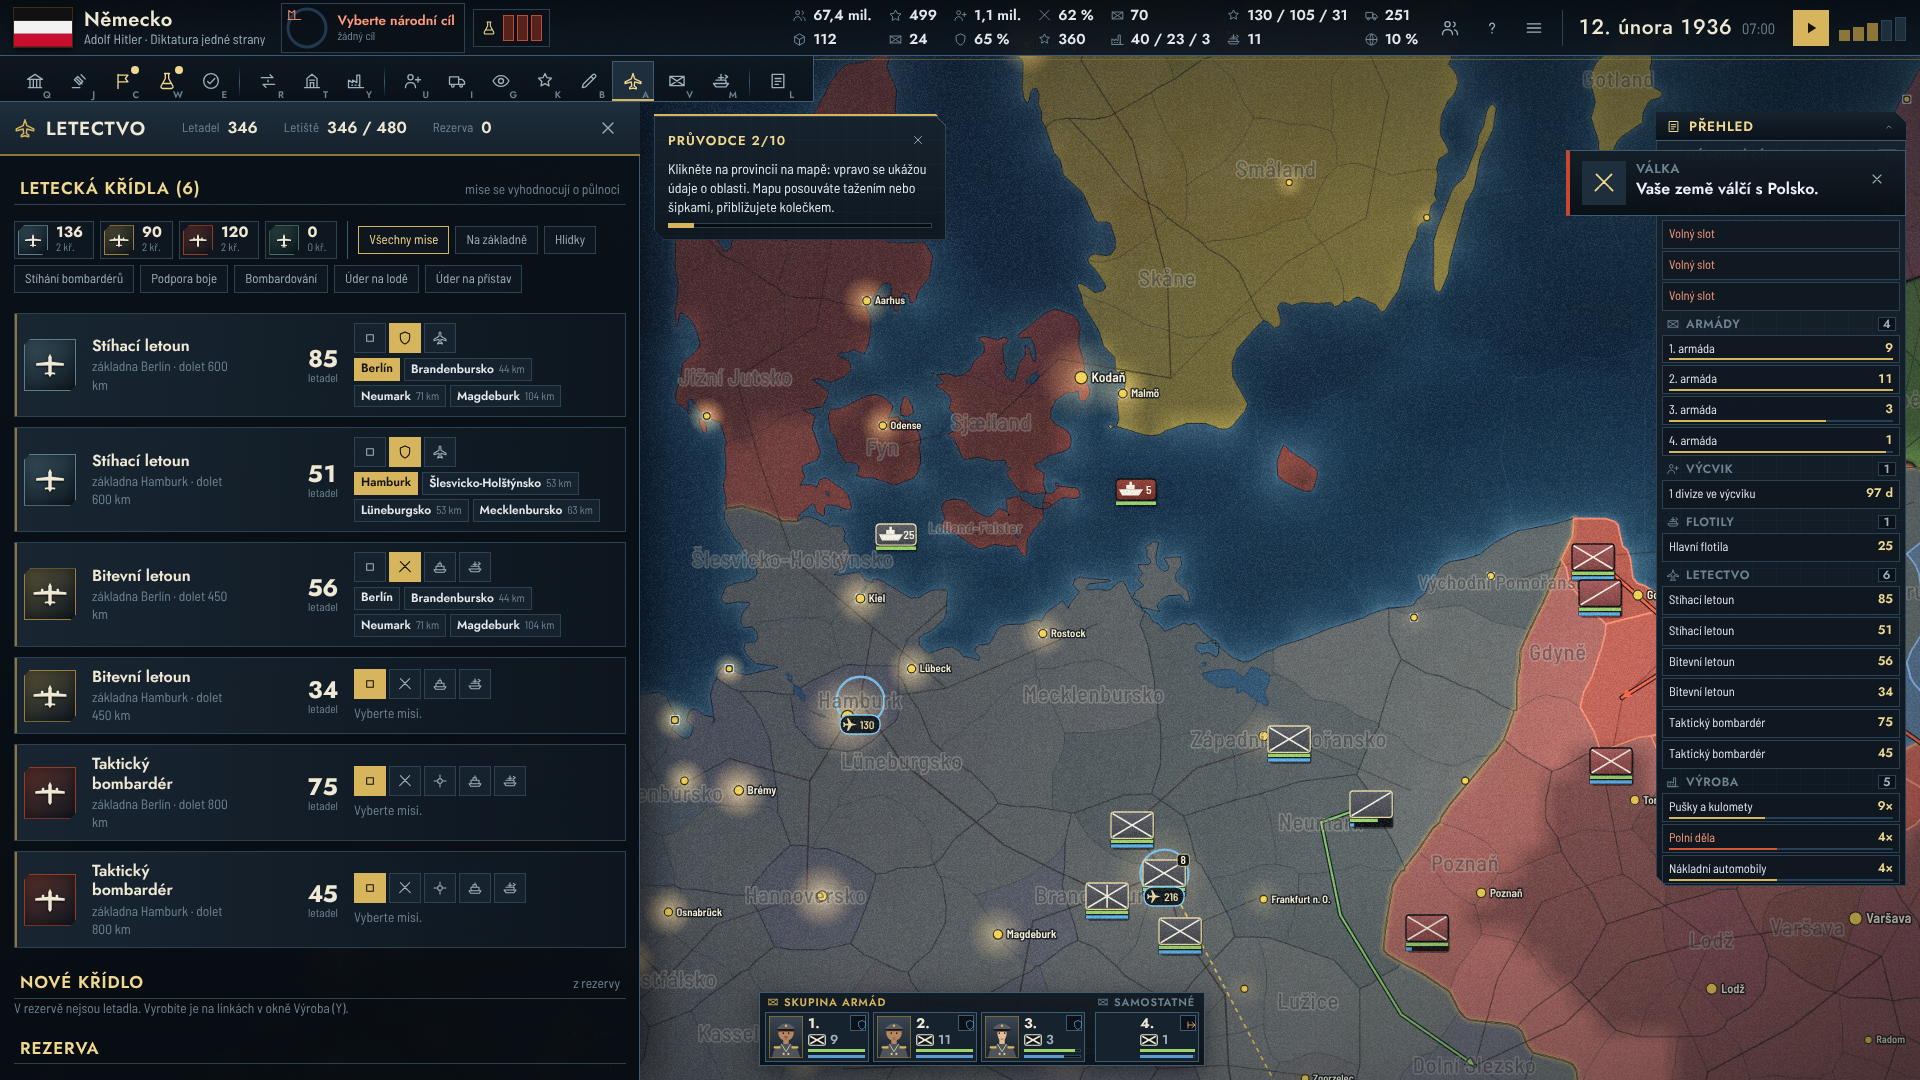 Německo
Adolf Hitler · Diktatura jedné strany
Vyberte národní cíl
žádný cíl
67,4 mil.
499
1,1 mil.
62 %
70
130 / 105 / 31
251
112
24
65 %
360
40 / 23 / 3
11
10 %
?
12. února 1936
07:00
Q
J
C
W
E
R
T
Y
U
I
G
K
B
A
V
M
L
LETECTVO
Letadel 346
Letiště 346 / 480
Rezerva 0
LETECKÁ KŘÍDLA (6)
mise se vyhodnocují o půlnoci
136
2 kř.
90
2 kř.
120
2 kř.
0
0 kř.
Všechny mise
Na základně
Hlídky
Stíhání bombardérů
Podpora boje
Bombardování
Úder na lodě
Úder na přístav
Stíhací letoun
základna Berlín · dolet 600
km
85
letadel
Berlín
Brandenbursko 44 km
Neumark 71 km
Magdeburk 104 km
Stíhací letoun
základna Hamburk · dolet
600 km
51
letadel
Hamburk
Šlesvicko-Holštýnsko 53 km
Lüneburgsko 53 km
Mecklenbursko 63 km
Bitevní letoun
základna Berlín · dolet 450
km
56
letadel
Berlín
Brandenbursko 44 km
Neumark 71 km
Magdeburk 104 km
Bitevní letoun
základna Hamburk · dolet
450 km
34
letadel
Vyberte misi.
Taktický
bombardér
základna Berlín · dolet 800
km
75
letadel
Vyberte misi.
Taktický
bombardér
základna Hamburk · dolet
800 km
45
letadel
Vyberte misi.
NOVÉ KŘÍDLO
z rezervy
V rezervě nejsou letadla. Vyrobíte je na linkách v okně Výroba (Y).
REZERVA
PRŮVODCE 2/10
Klikněte na provincii na mapě: vpravo se ukážou
údaje o oblasti. Mapu posouváte tažením nebo
šipkami, přibližujete kolečkem.
Gotland
Småland
Skåne
Aarhus
Jižní Jutsko
Kodaň
Malmö
Odense
Fyn
Sjælland
5
25
Lolland-Falster
Šlesvicko-Holštýnsko
Kiel
Rostock
Lübeck
Hamburk
130
Mecklenbursko
Lüneburgsko
Brémy
Východní Pomořans
Gdyně
Neumark
8
216
Hannoversko
Osnabrück
Magdeburk
Frankfurt n. O.
Poznaň
Poznaň
Varšava
Varšava
Lodž
Lodž
Radom
Lužice
Kassel
Zgorzelec
Dolní Slezsko
SKUPINA ARMÁD
SAMOSTATNÉ
1.
9
2.
11
3.
3
4.
1
PŘEHLED
VÁLKA
Vaše země válčí s Polsko.
Volný slot
Volný slot
Volný slot
ARMÁDY 4
1. armáda 9
2. armáda 11
3. armáda 3
4. armáda 1
VÝCVIK 1
1 divize ve výcviku 97 d
FLOTILY 1
Hlavní flotila 25
LETECTVO 6
Stíhací letoun 85
Stíhací letoun 51
Bitevní letoun 56
Bitevní letoun 34
Taktický bombardér 75
Taktický bombardér 45
VÝROBA 5
Pušky a kulomety 9×
Polní děla 4×
Nákladní automobily 4×